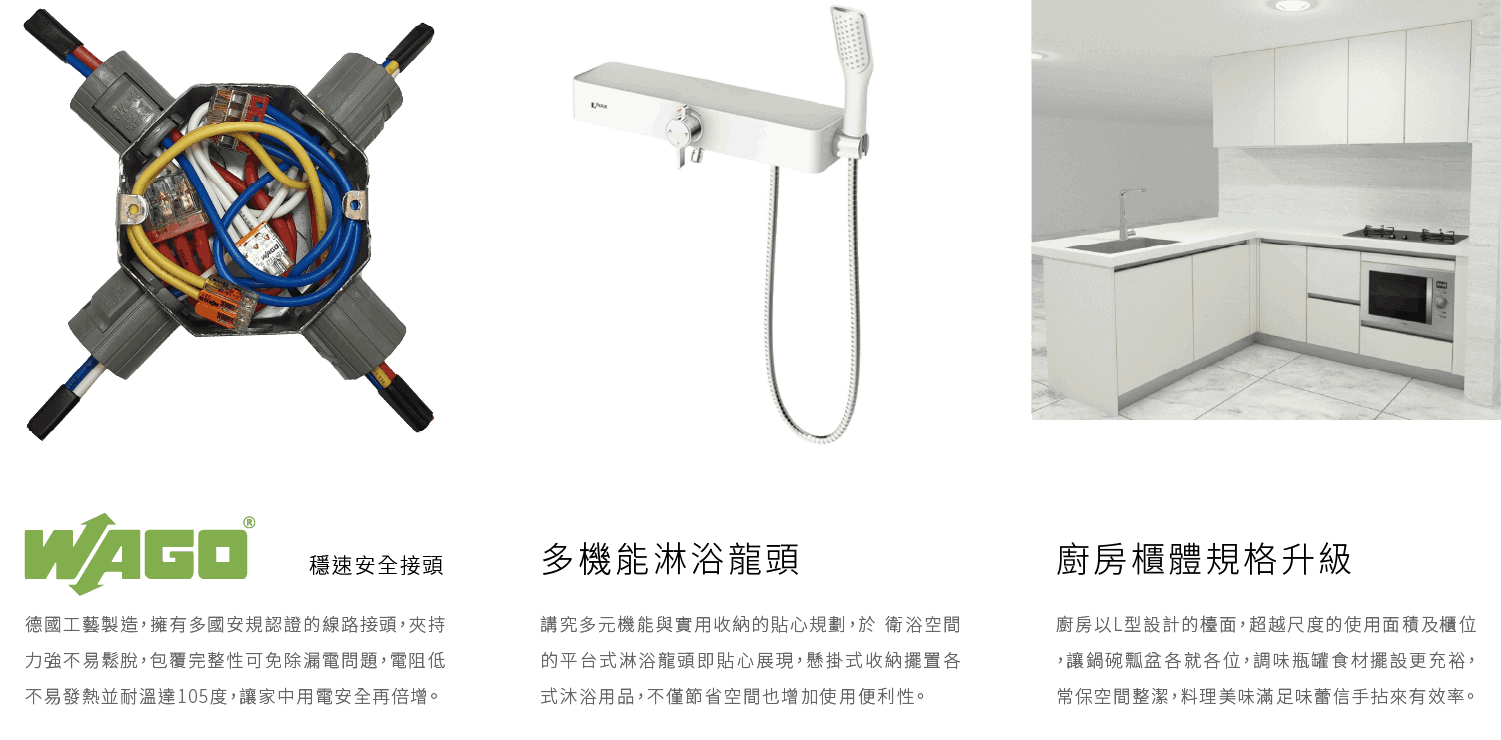 WAGO®
穩速安全接頭
德國工藝製造,擁有多國安規認證的線路接頭,夾持
力強不易鬆脫,包覆完整性可免除漏電問題,電阻低
不易發熱並耐溫達105度,讓家中用電安全再倍增。
多機能淋浴龍頭
講究多元機能與實用收納的貼心規劃,於 衛浴空間
的平台式淋浴龍頭即貼心展現,懸掛式收納擺置各
式沐浴用品,不僅節省空間也增加使用便利性。
廚房櫃體規格升級
廚房以L型設計的檯面,超越尺度的使用面積及櫃位
,讓鍋碗瓢盆各就各位,調味瓶罐食材擺設更充裕,
常保空間整潔,料理美味滿足味蕾信手拈來有效率。
WAGO